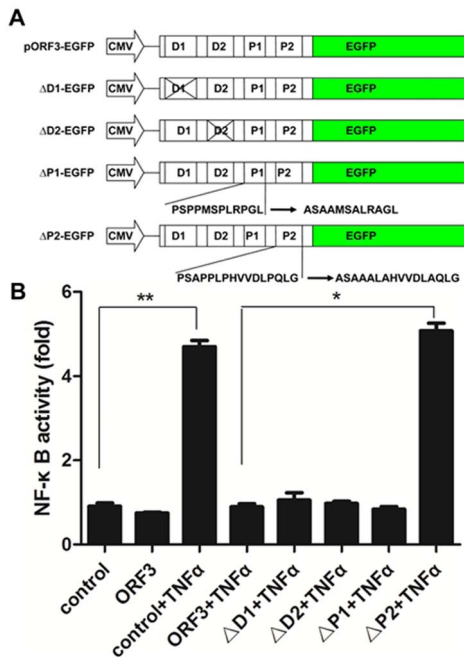 A
pORF3-EGFP CMV D1 D2 P1 P2 EGFP
ΔD1-EGFP CMV D1 D2 P1 P2 EGFP
ΔD2-EGFP CMV D1 D2 P1 P2 EGFP
ΔP1-EGFP CMV D1 D2 P1 P2 EGFP
PSPPMSPLRPGL ASAAMSALRAGL
ΔP2-EGFP CMV D1 D2 P1 P2 EGFP
PSAPPLPHVVDLPQLG ASAAALAHVVDLAQLG
B
NF-κ B activity (fold)
6
4
2
0
** *
control ORF3 control+TNFα ORF3+TNFα △D1+TNFα △D2+TNFα △P1+TNFα △P2+TNFα